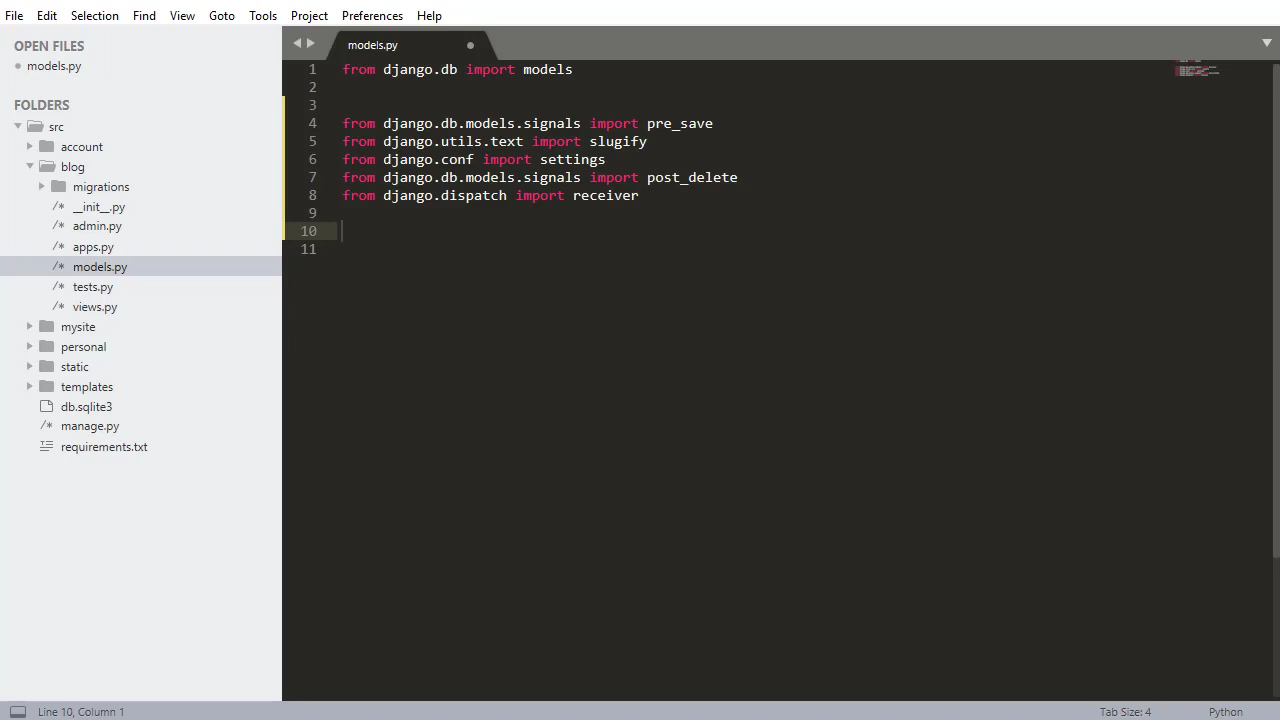 File Edit Selection Find View Goto Tools Project Preferences Help
OPEN FILES
models.py
FOLDERS
src
account
blog
migrations
/* __init__.py
/* admin.py
/* apps.py
/* models.py
/* tests.py
/* views.py
mysite
personal
static
templates
db.sqlite3
/* manage.py
requirements.txt
models.py
1 from django.db import models
2
3
4 from django.db.models.signals import pre_save
5 from django.utils.text import slugify
6 from django.conf import settings
7 from django.db.models.signals import post_delete
8 from django.dispatch import receiver
9
10
11
Line 10, Column 1
Tab Size: 4
Python